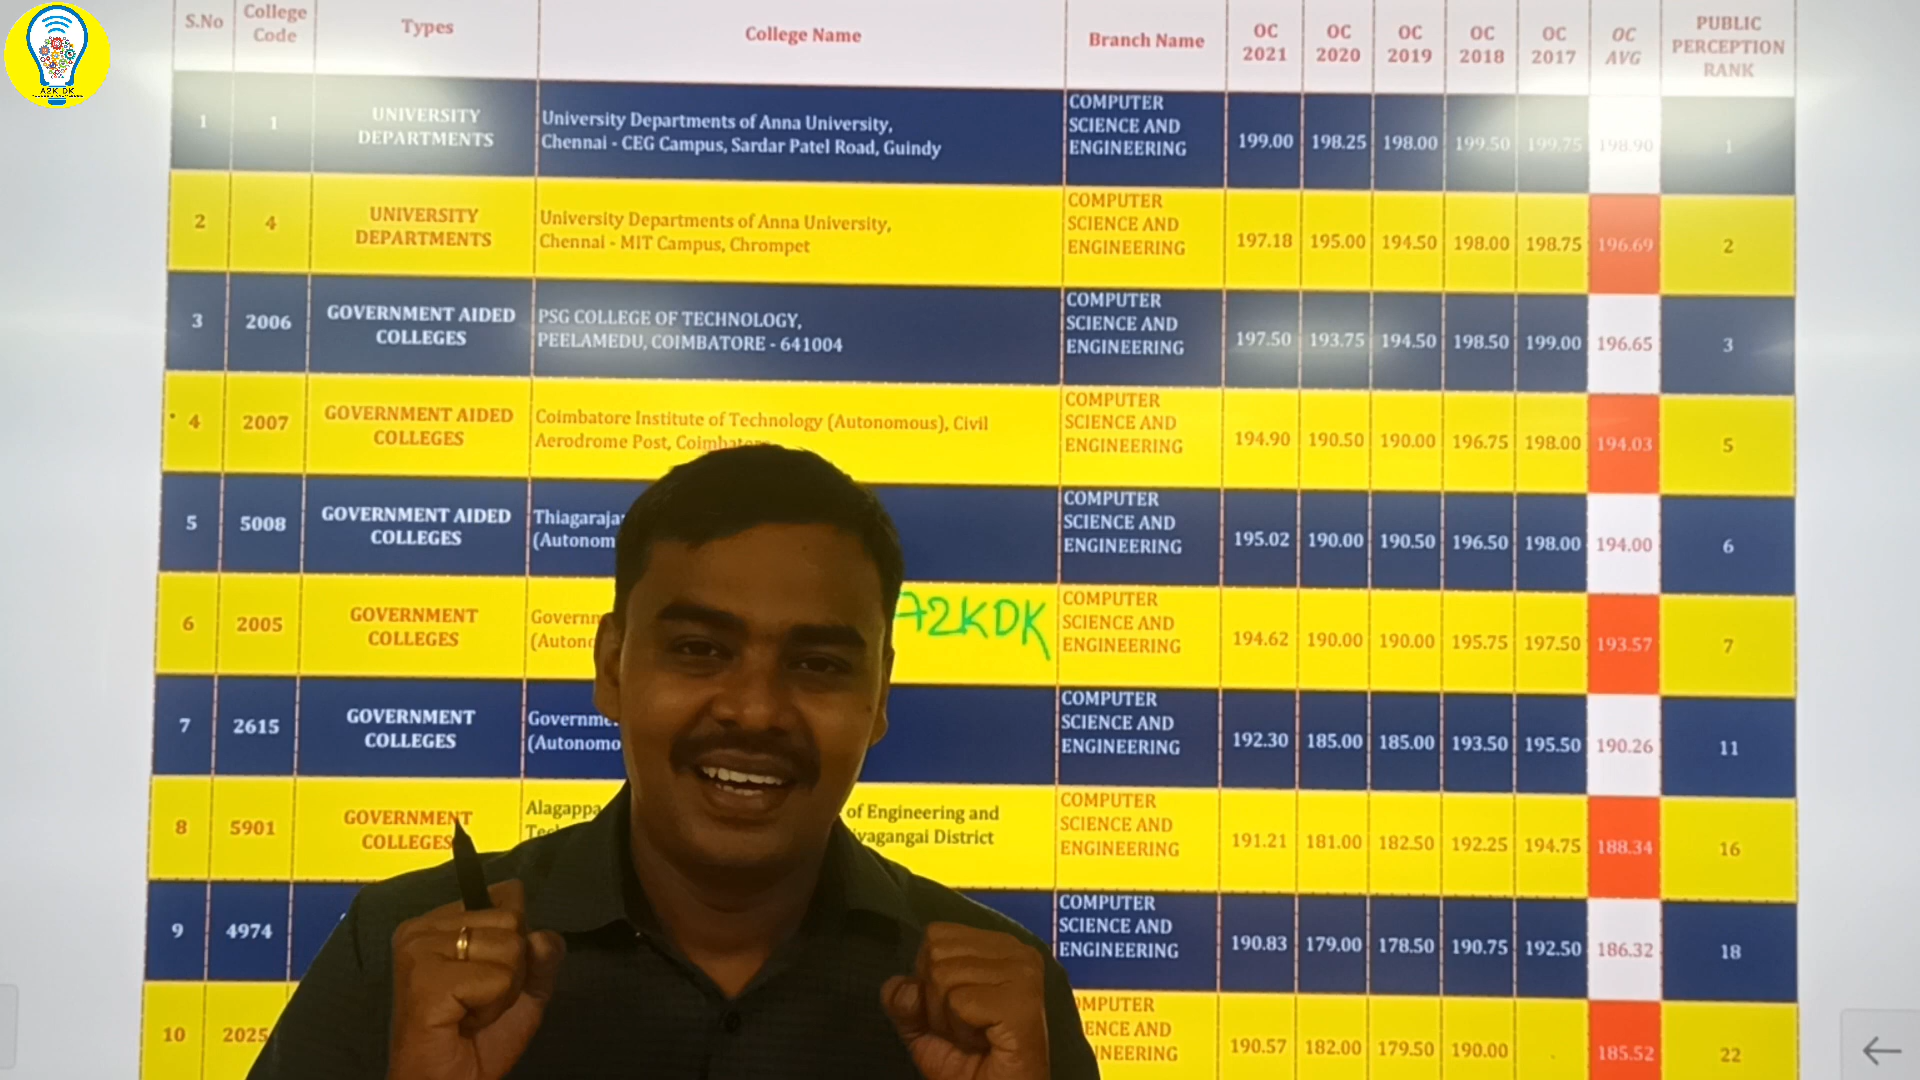 A2K DK
S.No
College
Code
Types
College Name
Branch Name
OC
2021
OC
2020
OC
2019
OC
2018
OC
2017
OC
AVG
PUBLIC
PERCEPTION
RANK
1
1
UNIVERSITY
DEPARTMENTS
University Departments of Anna University,
Chennai - CEG Campus, Sardar Patel Road, Guindy
COMPUTER
SCIENCE AND
ENGINEERING
199.00
198.25
198.00
199.50
199.75
198.90
1
2
4
UNIVERSITY
DEPARTMENTS
University Departments of Anna University,
Chennai - MIT Campus, Chrompet
COMPUTER
SCIENCE AND
ENGINEERING
197.18
195.00
194.50
198.00
198.75
196.69
2
3
2006
GOVERNMENT AIDED
COLLEGES
PSG COLLEGE OF TECHNOLOGY,
PEELAMEDU, COIMBATORE - 641004
COMPUTER
SCIENCE AND
ENGINEERING
197.50
193.75
194.50
198.50
199.00
196.65
3
4
2007
GOVERNMENT AIDED
COLLEGES
Coimbatore Institute of Technology (Autonomous), Civil
Aerodrome Post,
COMPUTER
SCIENCE AND
ENGINEERING
194.90
190.50
190.00
196.75
198.00
194.03
5
5
5008
GOVERNMENT AIDED
COLLEGES
COMPUTER
SCIENCE AND
ENGINEERING
195.02
190.00
190.50
196.50
198.00
194.00
6
6
2005
GOVERNMENT
COLLEGES
A2KDK
COMPUTER
SCIENCE AND
ENGINEERING
194.62
190.00
190.00
195.75
197.50
193.57
7
7
2615
GOVERNMENT
COLLEGES
COMPUTER
SCIENCE AND
ENGINEERING
192.30
185.00
185.00
193.50
195.50
190.26
11
8
5901
GOVERNMENT
COLLEGES
Alagappa
of Engineering and
District
COMPUTER
SCIENCE AND
ENGINEERING
191.21
181.00
182.50
192.25
194.75
188.34
16
9
4974
COMPUTER
SCIENCE AND
ENGINEERING
190.83
179.00
178.50
190.75
192.50
186.32
18
10
2025
190.57
182.00
179.50
190.00
185.52
22